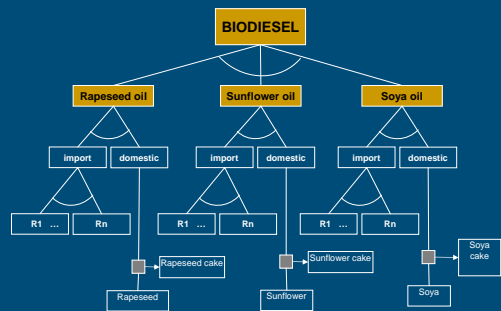 BIODIESEL
Rapeseed oil
Sunflower oil
Soya oil
import
domestic
import
domestic
import
domestic
R1 ...
Rn
R1 ...
Rn
R1 ...
Rn
Rapeseed cake
Sunflower cake
Soya
cake
Rapeseed
Sunflower
Soya